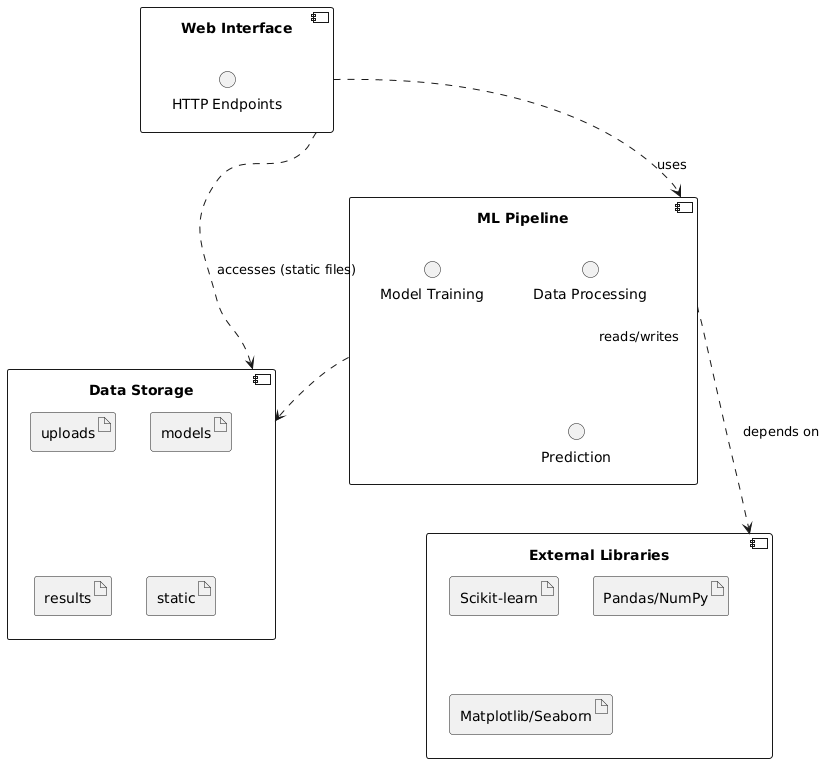 Web Interface
HTTP Endpoints
uses
ML Pipeline
Model Training
Data Processing
accesses (static files)
reads/writes
Prediction
Data Storage
uploads
models
results
static
depends on
External Libraries
Scikit-learn
Pandas/NumPy
Matplotlib/Seaborn